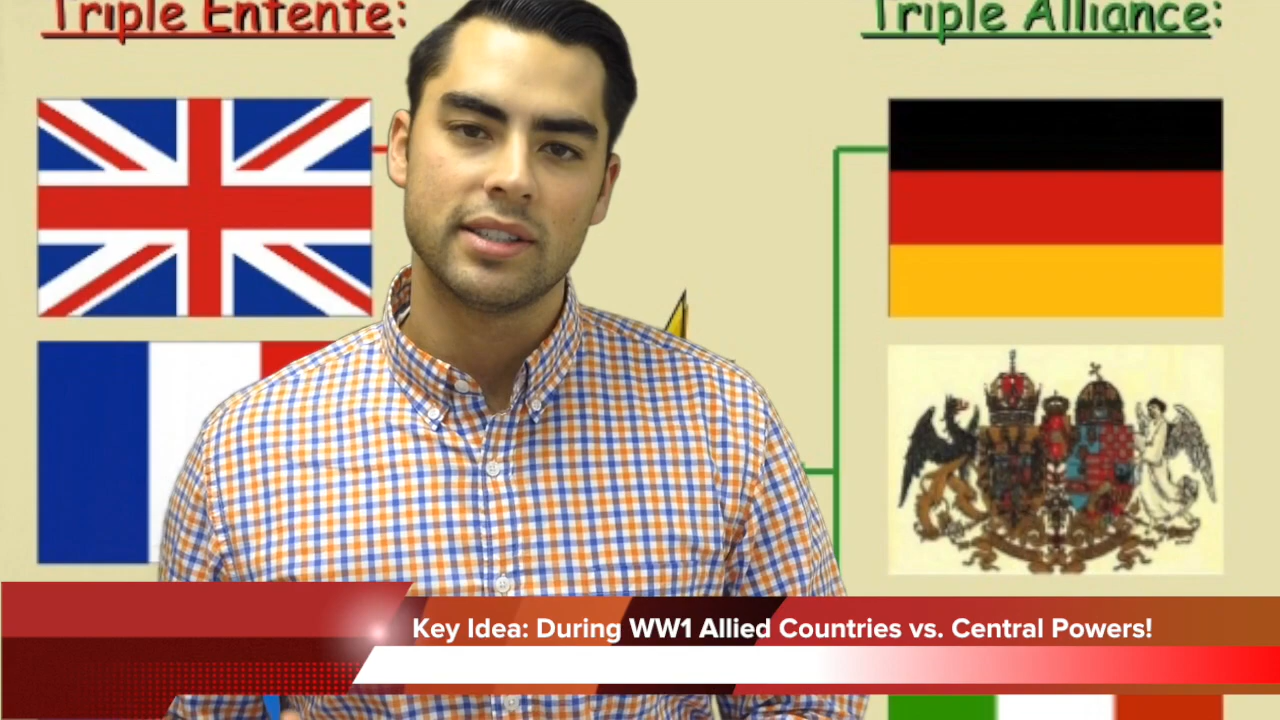 Triple Entente:
Triple Alliance:
Key Idea: During WW1 Allied Countries vs. Central Powers!